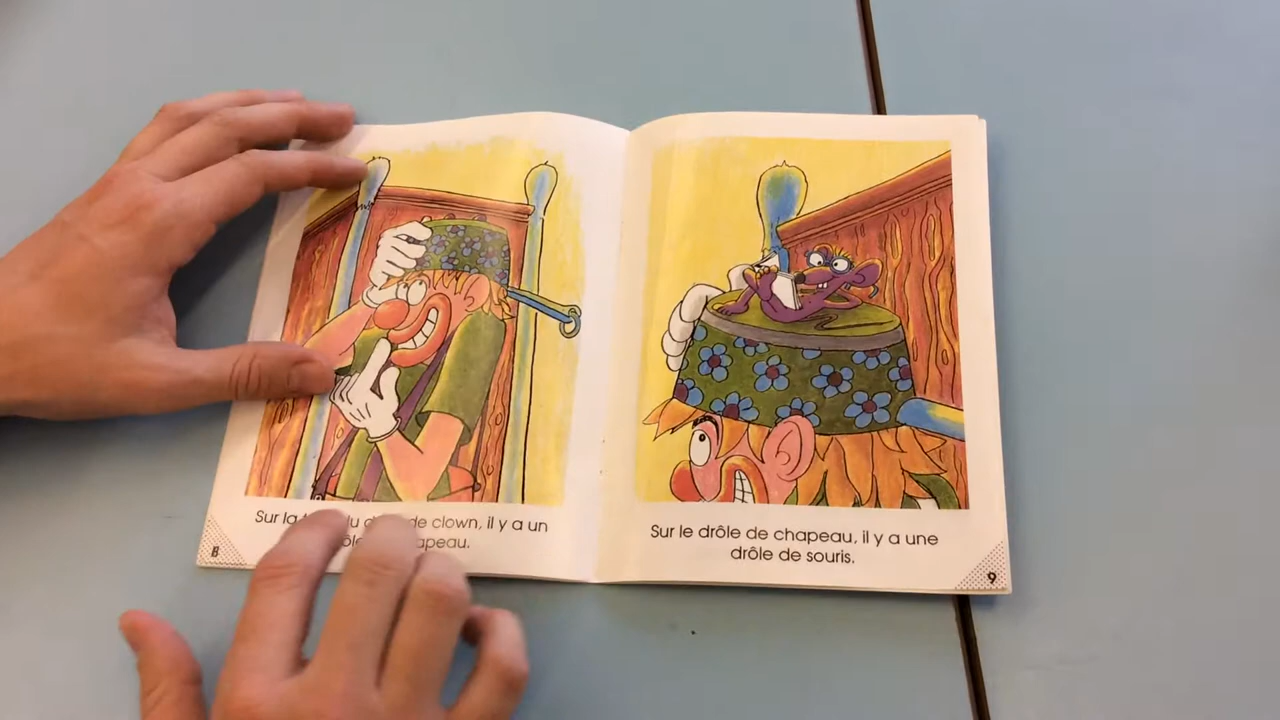 Sur la de clown, il y a un
8
Sur le drôle de chapeau, il y a une
drôle de souris.
9